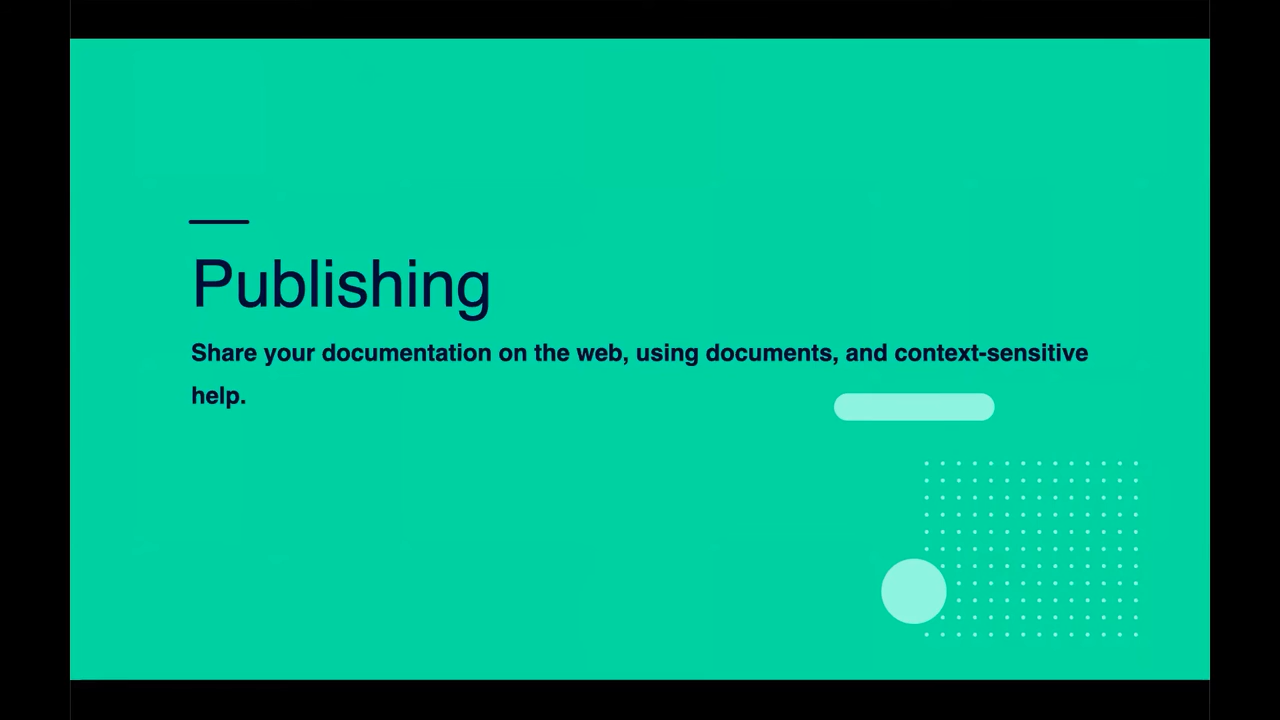 Publishing
Share your documentation on the web, using documents, and context-sensitive
help.